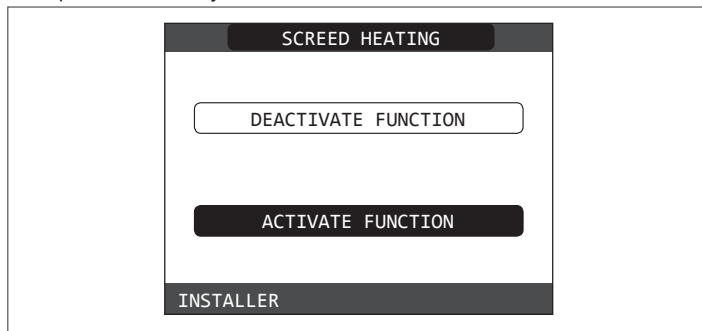 SCREED HEATING
DEACTIVATE FUNCTION
ACTIVATE FUNCTION
INSTALLER